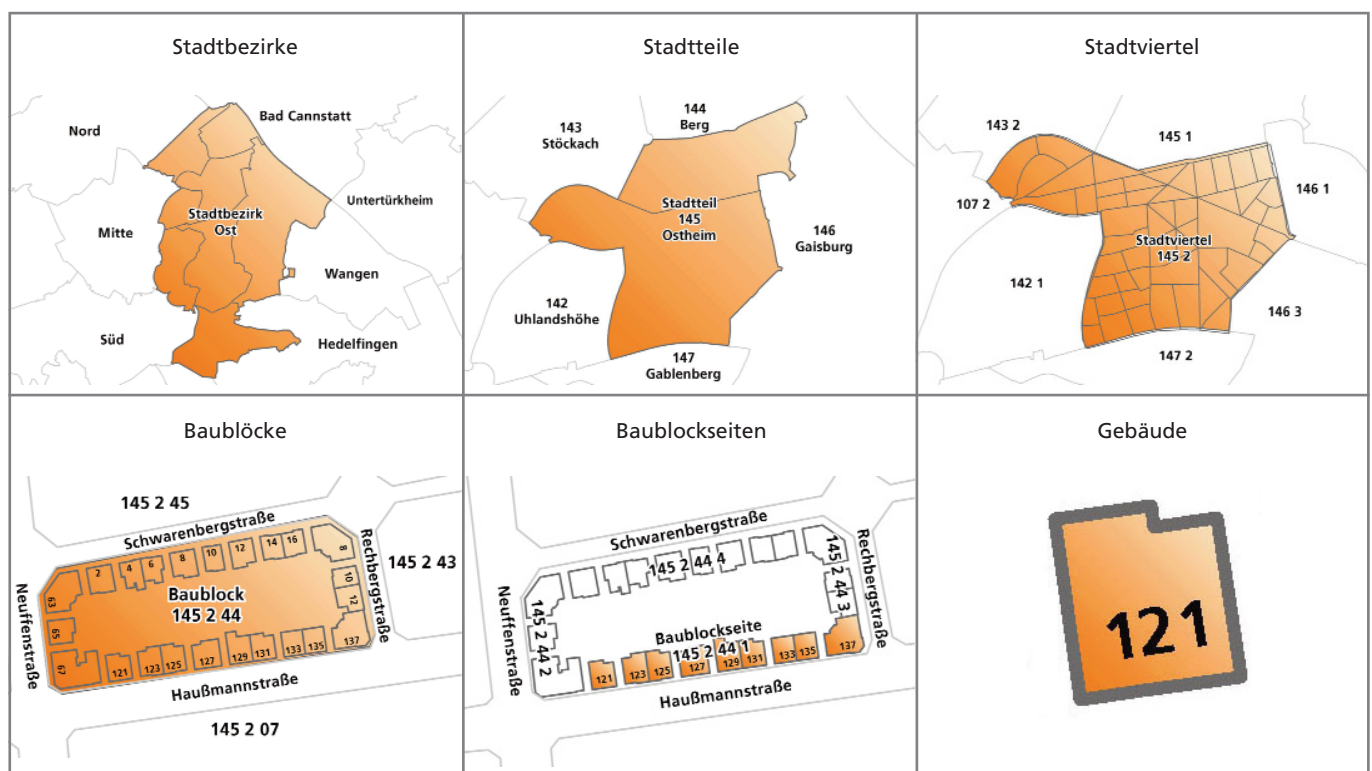 Stadtbezirke
Nord
Bad Cannstatt
Untertürkheim
Stadtbezirk
Ost
Mitte
Wangen
Süd
Hedelfingen
Stadtteile
144
Berg
143
Stöckach
Stadtteil
145
Ostheim
146
Gaisburg
142
Uhlandshöhe
147
Gablenberg
Stadtviertel
143 2
145 1
146 1
107 2
Stadtviertel
145 2
142 1
146 3
147 2
Baublöcke
145 2 45
Schwarenbergstraße
Rechbergstraße
145 2 43
2 4 6 8 10 12 14 16 8
10
12
63
65
67
Baublock
145 2 44
Neuffenstraße
121 123 125 127 129 131 133 135 137
Haußmannstraße
145 2 07
Baublockseiten
Schwarenbergstraße
145 2 44 4
Rechbergstraße
145 2 44 3
Neuffenstraße
145 2 44 2
Baublockseite
145 2 44 1
121 123 125 127 129 131 133 135 137
Haußmannstraße
Gebäude
121